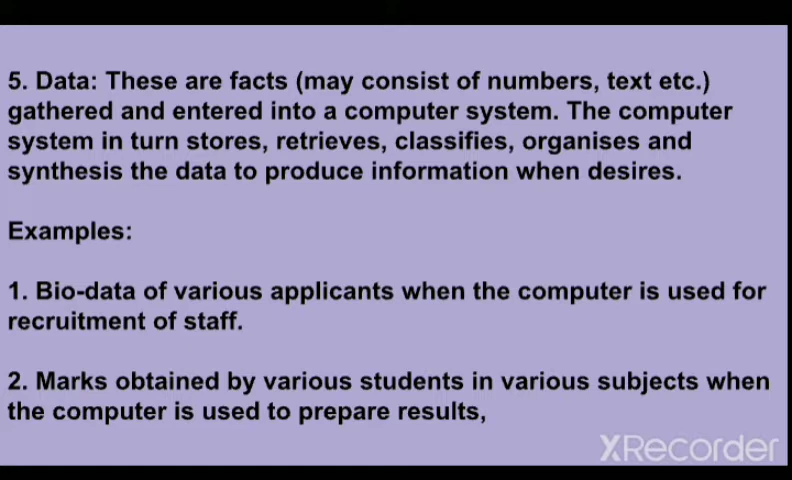 5. Data: These are facts (may consist of numbers, text etc.)
gathered and entered into a computer system. The computer
system in turn stores, retrieves, classifies, organises and
synthesis the data to produce information when desires.
Examples:
1. Bio-data of various applicants when the computer is used for
recruitment of staff.
2. Marks obtained by various students in various subjects when
the computer is used to prepare results,
XRecorder